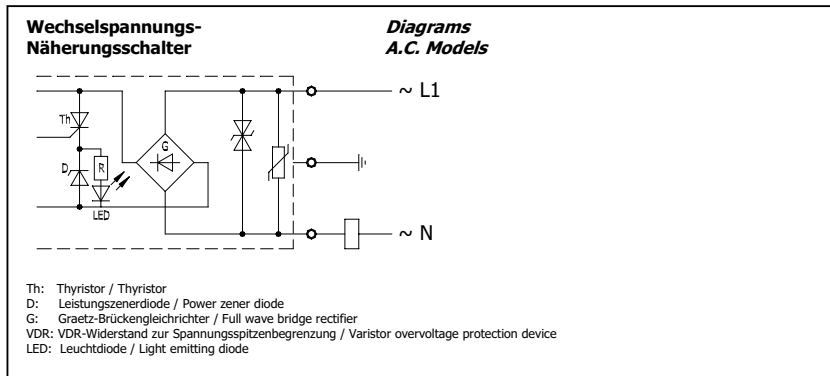 Wechselspannungs-
Näherungsschalter
Diagrams
A.C. Models
~ L1
Th
G
D
R
LED
~ N
Th: Thyristor / Thyristor
D: Leistungszenerdiode / Power zener diode
G: Graetz-Brückengleichrichter / Full wave bridge rectifier
VDR: VDR-Widerstand zur Spannungsspitzenbegrenzung / Varistor overvoltage protection device
LED: Leuchtdiode / Light emitting diode